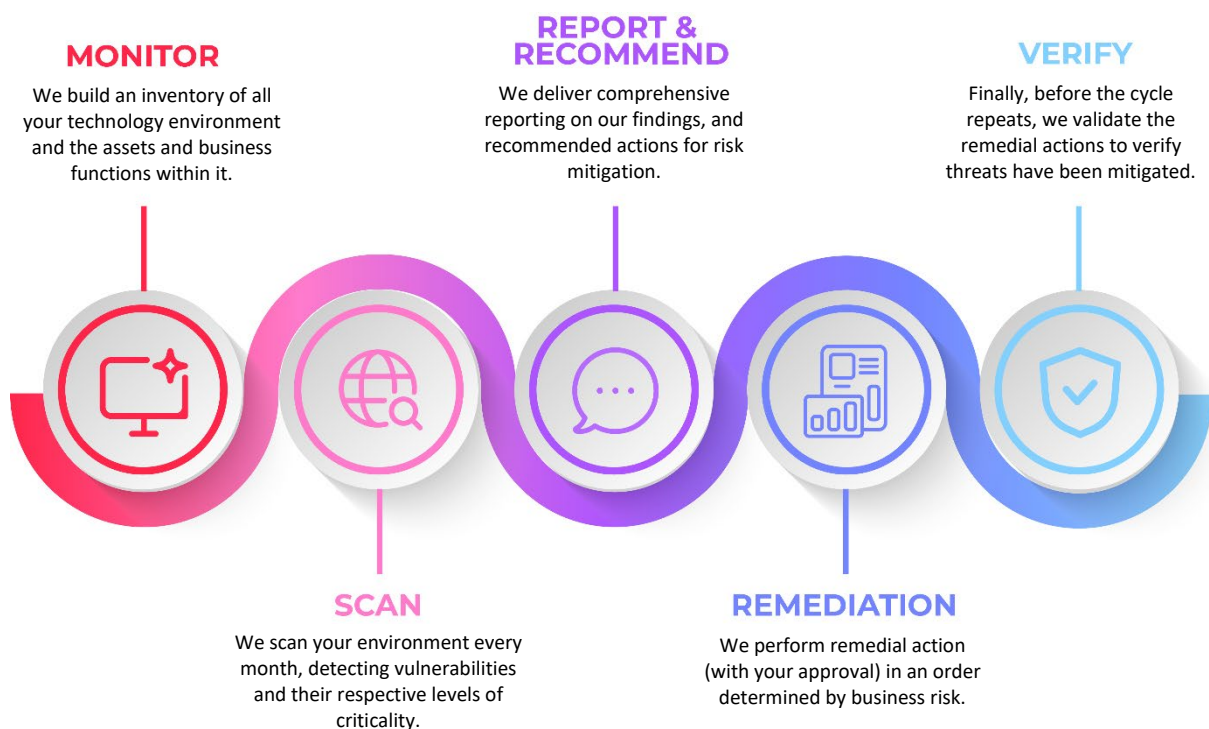 MONITOR
We build an inventory of all
your technology environment
and the assets and business
functions within it.
SCAN
We scan your environment every
month, detecting vulnerabilities
and their respective levels of
criticality.
REPORT &
RECOMMEND
We deliver comprehensive
reporting on our findings, and
recommended actions for risk
mitigation.
REMEDIATION
We perform remedial action
(with your approval) in an order
determined by business risk.
VERIFY
Finally, before the cycle
repeats, we validate the
remedial actions to verify
threats have been mitigated.